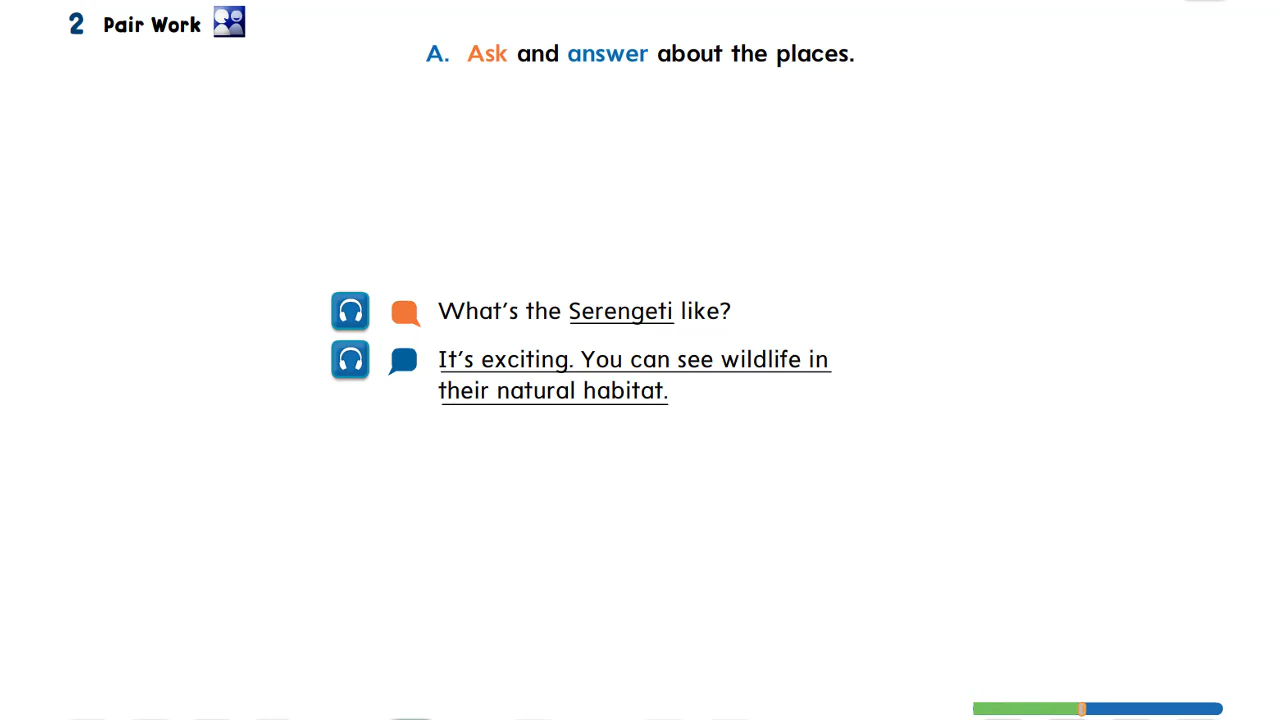 2 Pair Work
A. Ask and answer about the places.
What's the Serengeti like?
It's exciting. You can see wildlife in
their natural habitat.